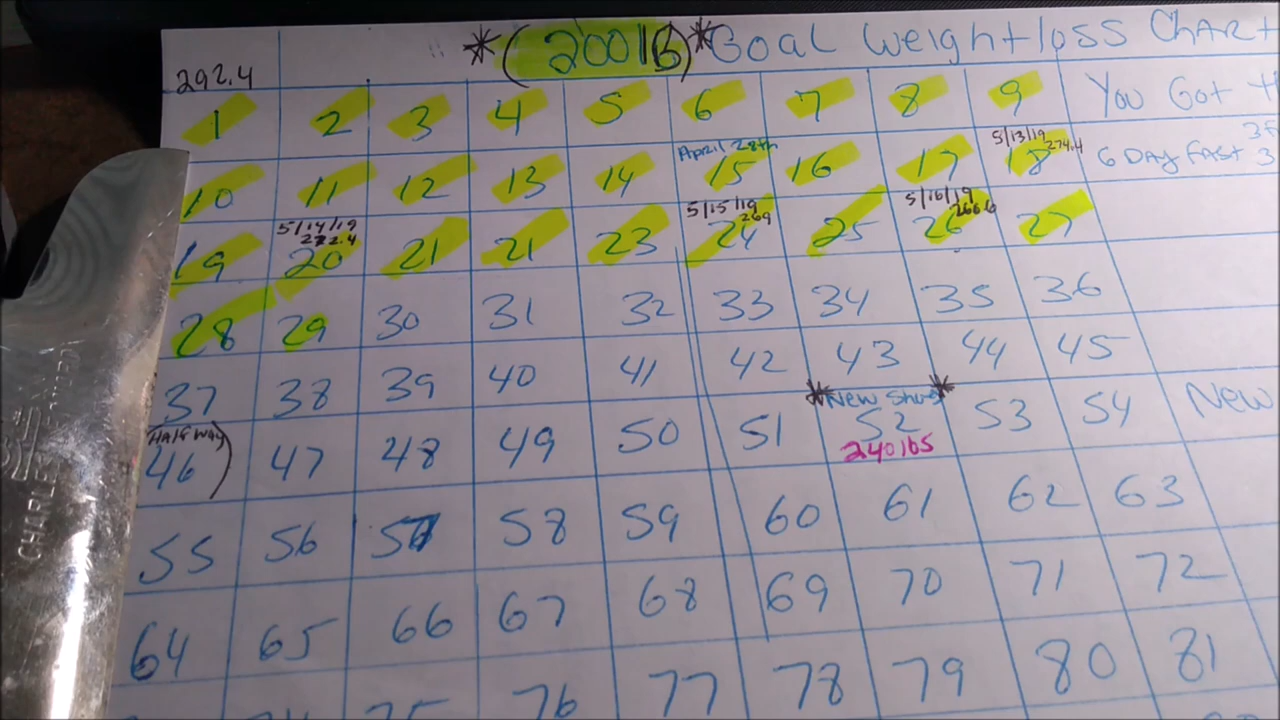 292.4 *(200lB)* GOAL Weightloss CHART
1 2 3 4 5 6 7 8 9 You Got
April 28th 5/13/19 274.4
10 11 12 13 14 15 16 17 18 6 DAY FAST 3
5/14/19 272.4 5/15/19 269 5/16/19 266.6
19 20 21 21 23 24 25 26 27
28 29 30 31 32 33 34 35 36
37 38 39 40 41 42 43 44 45
HALF WAY) *New Shoes*
46 47 48 49 50 51 52 53 54 New
240lbs
55 56 57 58 59 60 61 62 63
64 65 66 67 68 69 70 71 72
75 76 77 78 79 80 81
CHARLE